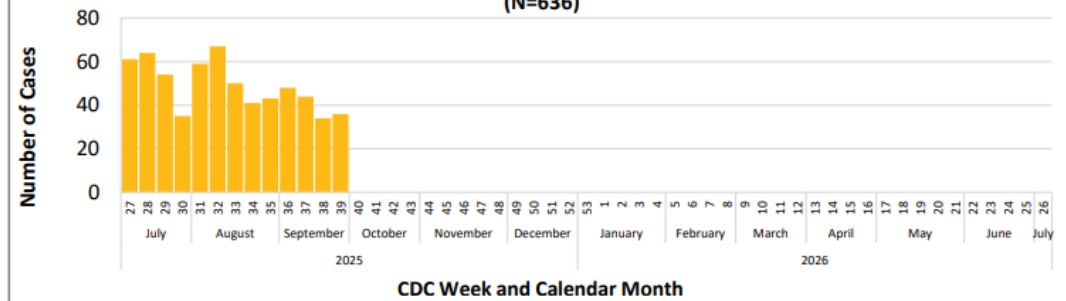 (N=636)
80
60
40
20
0
Number of Cases
27 28 29 30 31 32 33 34 35 36 37 38 39 40 41 42 43 44 45 46 47 48 49 50 51 52 53 1 2 3 4 5 6 7 8 9 10 11 12 13 14 15 16 17 18 19 20 21 22 23 24 25 26
July August September October November December January February March April May June July
2025 2026
CDC Week and Calendar Month